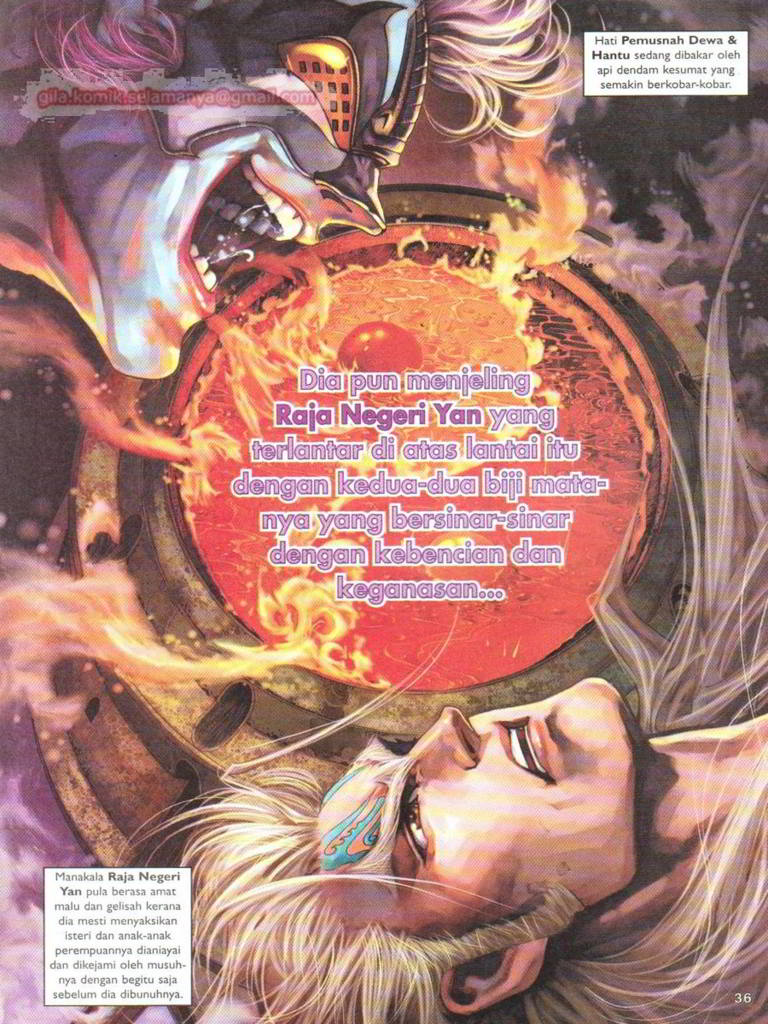 Hati Pemusnah Dewa &
Hantu sedang dibakar oleh
api dendam kesumat yang
semakin berkobar-kobar.
gila.komik.selamanya@gmail.com
Dia pun menjeling
Raja Negeri Yan yang
terlantar di atas lantai itu
dengan kedua-dua biji mata-
nya yang bersinar-sinar
dengan kebencian dan
keganasan...
Manakala Raja Negeri
Yan pula berasa amat
malu dan gelisah kerana
dia mesti menyaksikan
isteri dan anak-anak
perempuannya dianiayai
dan dikejami oleh musuh-
nya dengan begitu saja
sebelum dia dibunuhnya.
36